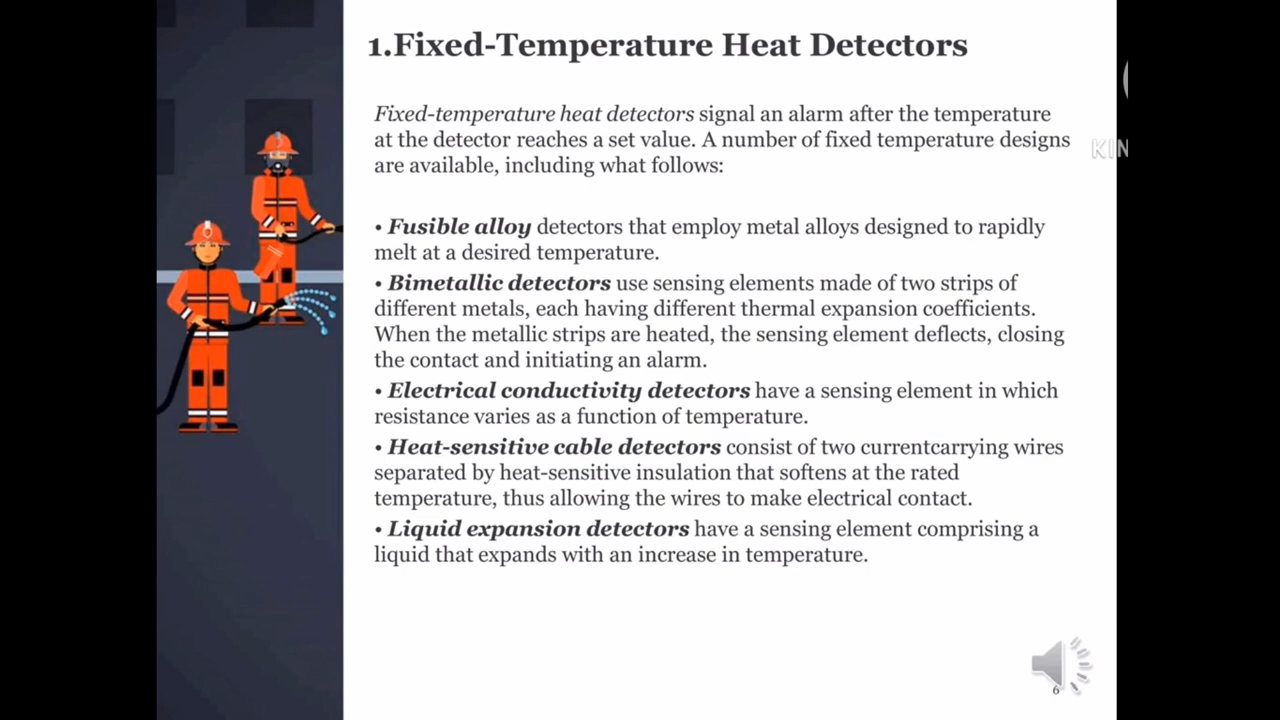 1.Fixed-Temperature Heat Detectors
Fixed-temperature heat detectors signal an alarm after the temperature
at the detector reaches a set value. A number of fixed temperature designs
are available, including what follows:
• Fusible alloy detectors that employ metal alloys designed to rapidly
melt at a desired temperature.
• Bimetallic detectors use sensing elements made of two strips of
different metals, each having different thermal expansion coefficients.
When the metallic strips are heated, the sensing element deflects, closing
the contact and initiating an alarm.
• Electrical conductivity detectors have a sensing element in which
resistance varies as a function of temperature.
• Heat-sensitive cable detectors consist of two currentcarrying wires
separated by heat-sensitive insulation that softens at the rated
temperature, thus allowing the wires to make electrical contact.
• Liquid expansion detectors have a sensing element comprising a
liquid that expands with an increase in temperature.
6